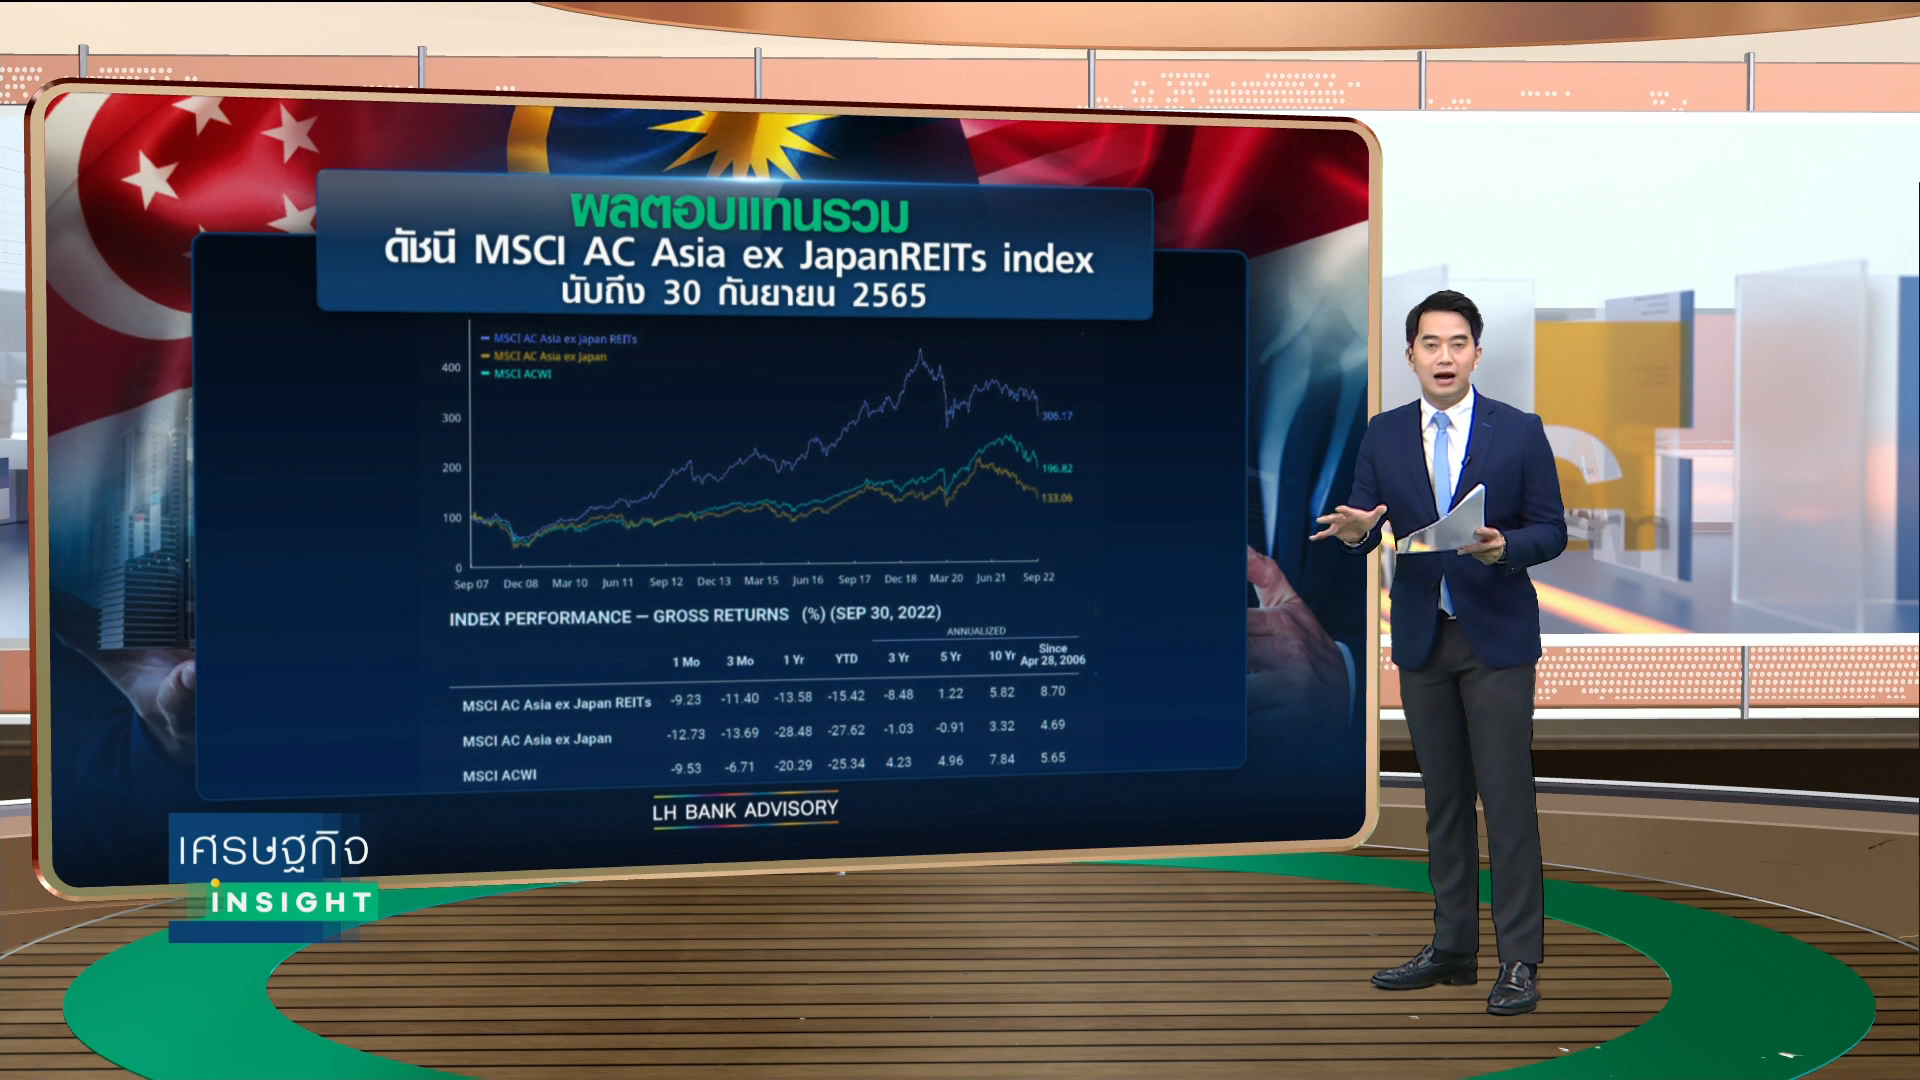 ผลตอบแทนรวม
ดัชนี MSCI AC Asia ex JapanREITs index
นับถึง 30 กันยายน 2565
MSCI AC Asia ex Japan REITs
MSCI AC Asia ex Japan
MSCI ACWI
400
300
200
100
0
306.17
196.82
133.06
Sep 07 Dec 08 Mar 10 Jun 11 Sep 12 Dec 13 Mar 15 Jun 16 Sep 17 Dec 18 Mar 20 Jun 21 Sep 22
INDEX PERFORMANCE — GROSS RETURNS (%) (SEP 30, 2022)
ANNUALIZED
1 Mo 3 Mo 1 Yr YTD 3 Yr 5 Yr 10 Yr Since Apr 28, 2006
MSCI AC Asia ex Japan REITs -9.23 -11.40 -13.58 -15.42 -8.48 1.22 5.82 8.70
MSCI AC Asia ex Japan -12.73 -13.69 -28.48 -27.62 -1.03 -0.91 3.32 4.69
MSCI ACWI -9.53 -6.71 -20.29 -25.34 4.23 4.96 7.84 5.65
LH BANK ADVISORY
เศรษฐกิจ
INSIGHT